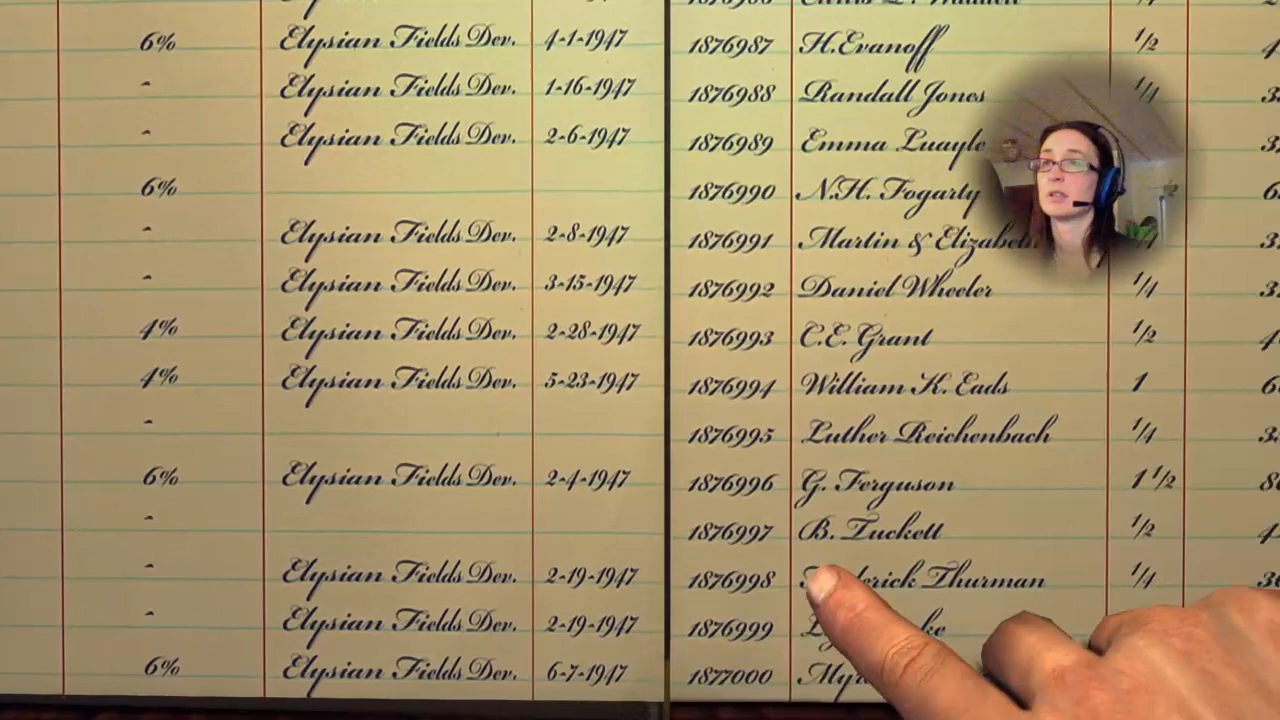 6% Elysian Fields Dev. 4-1-1947 1876987 H. Evanoff 1/2
- Elysian Fields Dev. 1-16-1947 1876988 Randall Jones 1/4
- Elysian Fields Dev. 2-6-1947 1876989 Emma Luayle
6% 1876990 N.H. Fogarty
- Elysian Fields Dev. 2-8-1947 1876991 Martin & Elizabeth
- Elysian Fields Dev. 3-15-1947 1876992 Daniel Wheeler 1/4
4% Elysian Fields Dev. 2-28-1947 1876993 C.E. Grant 1/2
4% Elysian Fields Dev. 5-23-1947 1876994 William K. Eads 1
- 1876995 Luther Reichenbach 1/4
6% Elysian Fields Dev. 2-4-1947 1876996 G. Ferguson 1 1/2
- 1876997 B. Tuckett 1/2
- Elysian Fields Dev. 2-19-1947 1876998 Thurman 1/4
- Elysian Fields Dev. 2-19-1947 1876999
6% Elysian Fields Dev. 6-7-1947 1877000